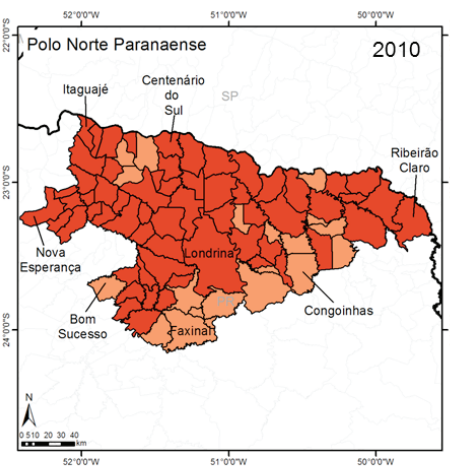 52°0'0"W 51°0'0"W 50°0'0"W
22°0'0"S
Polo Norte Paranaense
2010
Itaguajé
Centenário
do
Sul
SP
Ribeirão
Claro
23°0'0"S
Nova
Esperança
Londrina
Bom
Sucesso
PR
Congoinhas
Faxinal
24°0'0"S
N
0 5 10 20 30 40
km
52°0'0"W 51°0'0"W 50°0'0"W